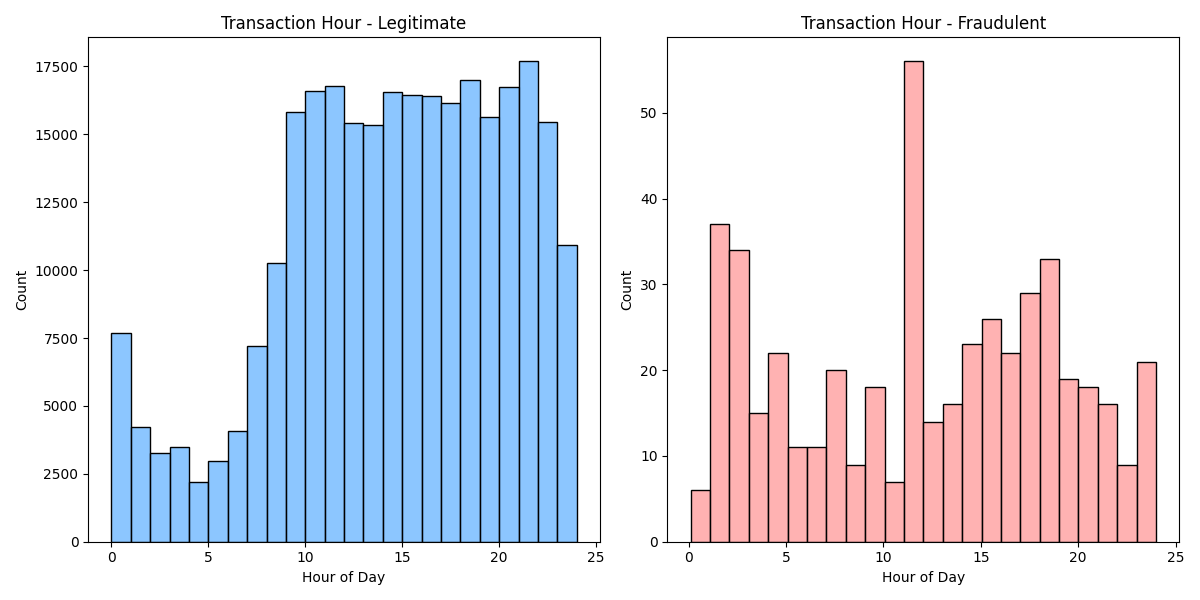 Transaction Hour - Legitimate
Count
17500
15000
12500
10000
7500
5000
2500
0
0 5 10 15 20 25
Hour of Day
Transaction Hour - Fraudulent
Count
50
40
30
20
10
0
0 5 10 15 20 25
Hour of Day